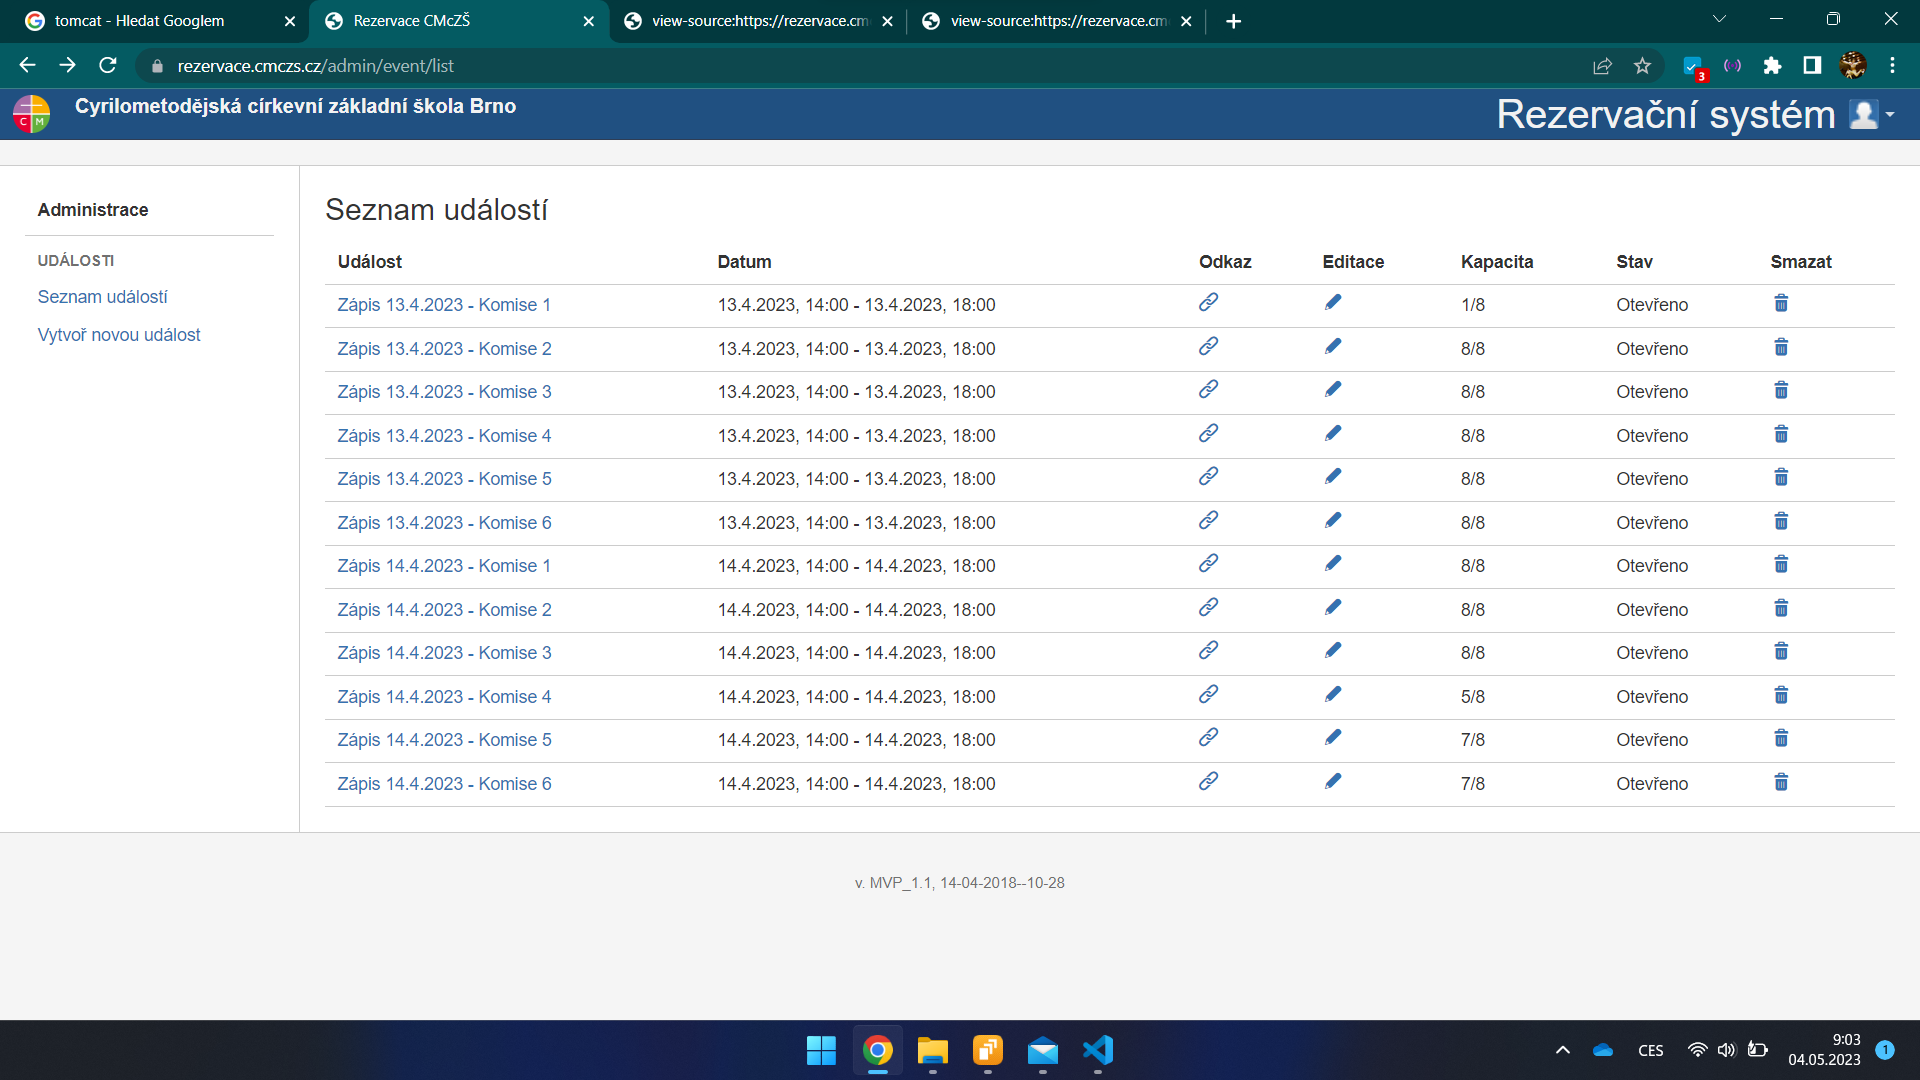 tomcat - Hledat Googlem
Rezervace CMcZŠ
view-source:https://rezervace.cm
view-source:https://rezervace.cm
rezervace.cmczs.cz/admin/event/list
3
C M
Cyrilometodějská církevní základní škola Brno
Rezervační systém
Administrace
UDÁLOSTI
Seznam událostí
Vytvoř novou událost
Seznam událostí
Událost Datum Odkaz Editace Kapacita Stav Smazat
Zápis 13.4.2023 - Komise 1 13.4.2023, 14:00 - 13.4.2023, 18:00 1/8 Otevřeno
Zápis 13.4.2023 - Komise 2 13.4.2023, 14:00 - 13.4.2023, 18:00 8/8 Otevřeno
Zápis 13.4.2023 - Komise 3 13.4.2023, 14:00 - 13.4.2023, 18:00 8/8 Otevřeno
Zápis 13.4.2023 - Komise 4 13.4.2023, 14:00 - 13.4.2023, 18:00 8/8 Otevřeno
Zápis 13.4.2023 - Komise 5 13.4.2023, 14:00 - 13.4.2023, 18:00 8/8 Otevřeno
Zápis 13.4.2023 - Komise 6 13.4.2023, 14:00 - 13.4.2023, 18:00 8/8 Otevřeno
Zápis 14.4.2023 - Komise 1 14.4.2023, 14:00 - 14.4.2023, 18:00 8/8 Otevřeno
Zápis 14.4.2023 - Komise 2 14.4.2023, 14:00 - 14.4.2023, 18:00 8/8 Otevřeno
Zápis 14.4.2023 - Komise 3 14.4.2023, 14:00 - 14.4.2023, 18:00 8/8 Otevřeno
Zápis 14.4.2023 - Komise 4 14.4.2023, 14:00 - 14.4.2023, 18:00 5/8 Otevřeno
Zápis 14.4.2023 - Komise 5 14.4.2023, 14:00 - 14.4.2023, 18:00 7/8 Otevřeno
Zápis 14.4.2023 - Komise 6 14.4.2023, 14:00 - 14.4.2023, 18:00 7/8 Otevřeno
v. MVP_1.1, 14-04-2018--10-28
CES
9:03
04.05.2023
1